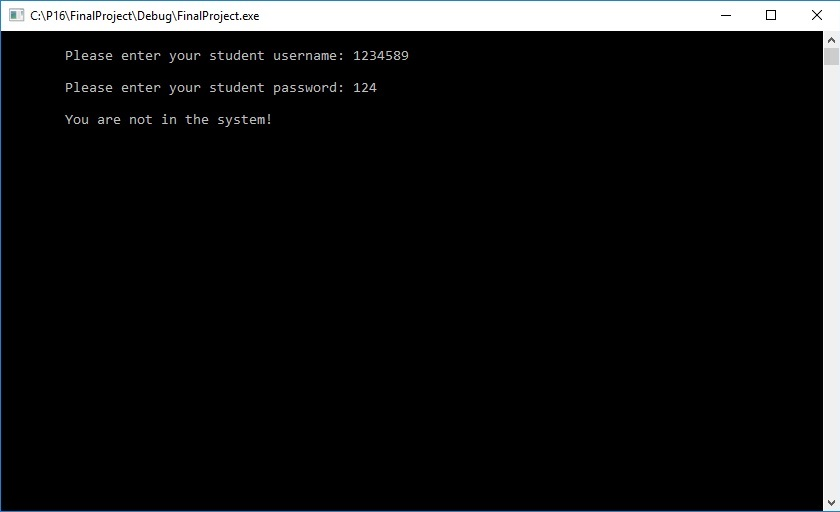 C:\P16\FinalProject\Debug\FinalProject.exe
Please enter your student username: 1234589
Please enter your student password: 124
You are not in the system!